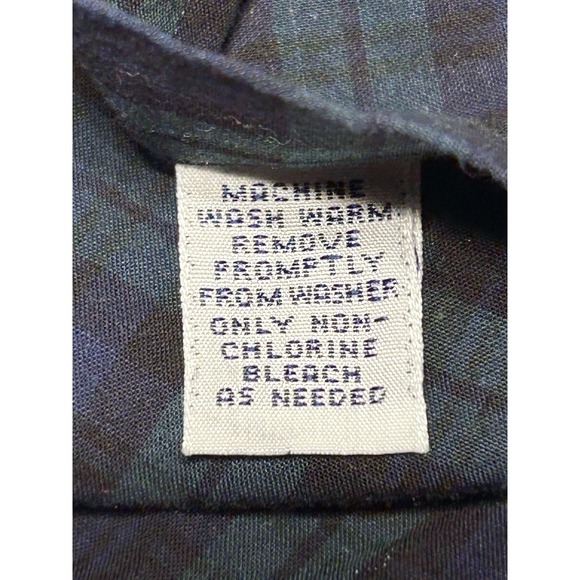 MACHINE
WASH WARM.
REMOVE
PROMPTLY
FROM WASHER
ONLY NON-
CHLORINE
BLEACH
AS NEEDED